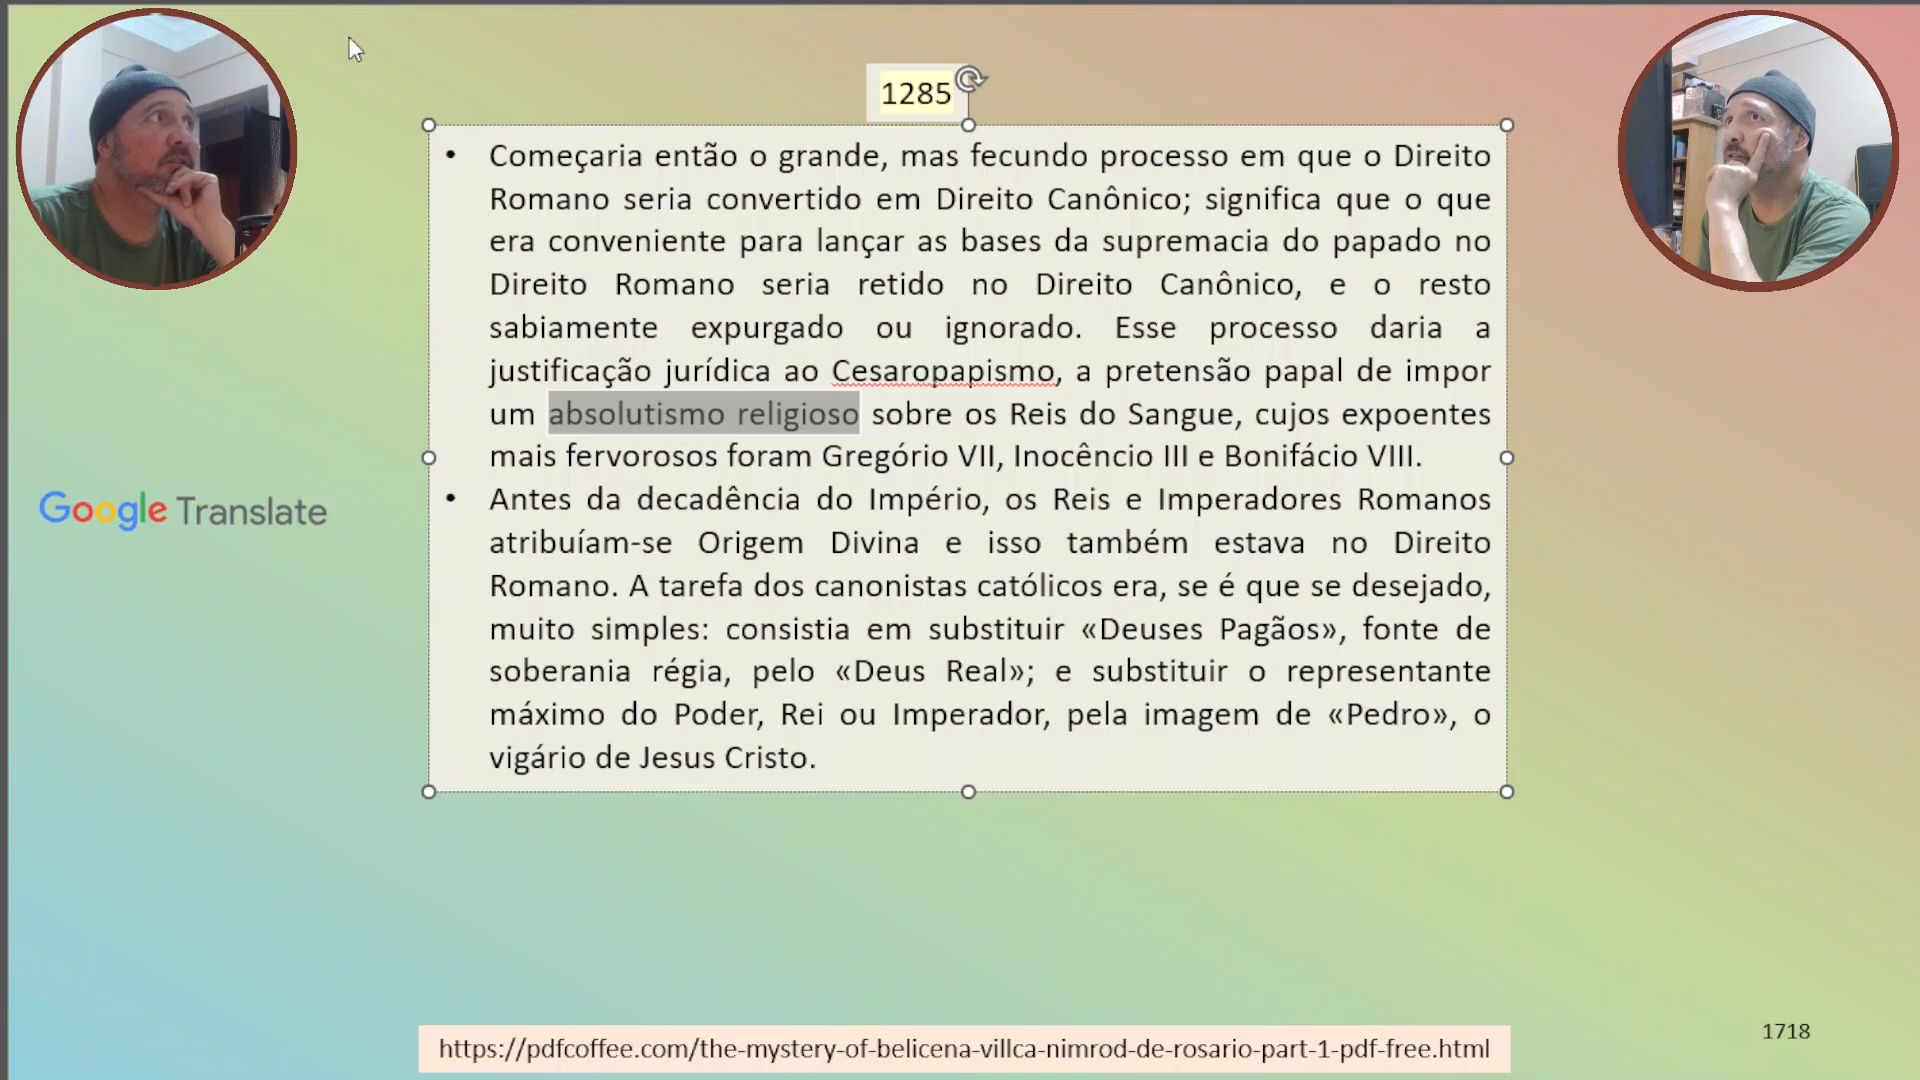 1285
• Começaria então o grande, mas fecundo processo em que o Direito
Romano seria convertido em Direito Canônico; significa que o que
era conveniente para lançar as bases da supremacia do papado no
Direito Romano seria retido no Direito Canônico, e o resto
sabiamente expurgado ou ignorado. Esse processo daria a
justificação jurídica ao Cesaropapismo, a pretensão papal de impor
um absolutismo religioso sobre os Reis do Sangue, cujos expoentes
mais fervorosos foram Gregório VII, Inocêncio III e Bonifácio VIII.
• Antes da decadência do Império, os Reis e Imperadores Romanos
atribuíam-se Origem Divina e isso também estava no Direito
Romano. A tarefa dos canonistas católicos era, se é que se desejado,
muito simples: consistia em substituir «Deuses Pagãos», fonte de
soberania régia, pelo «Deus Real»; e substituir o representante
máximo do Poder, Rei ou Imperador, pela imagem de «Pedro», o
vigário de Jesus Cristo.
Google Translate
1718
https://pdfcoffee.com/the-mystery-of-belicena-villca-nimrod-de-rosario-part-1-pdf-free.html